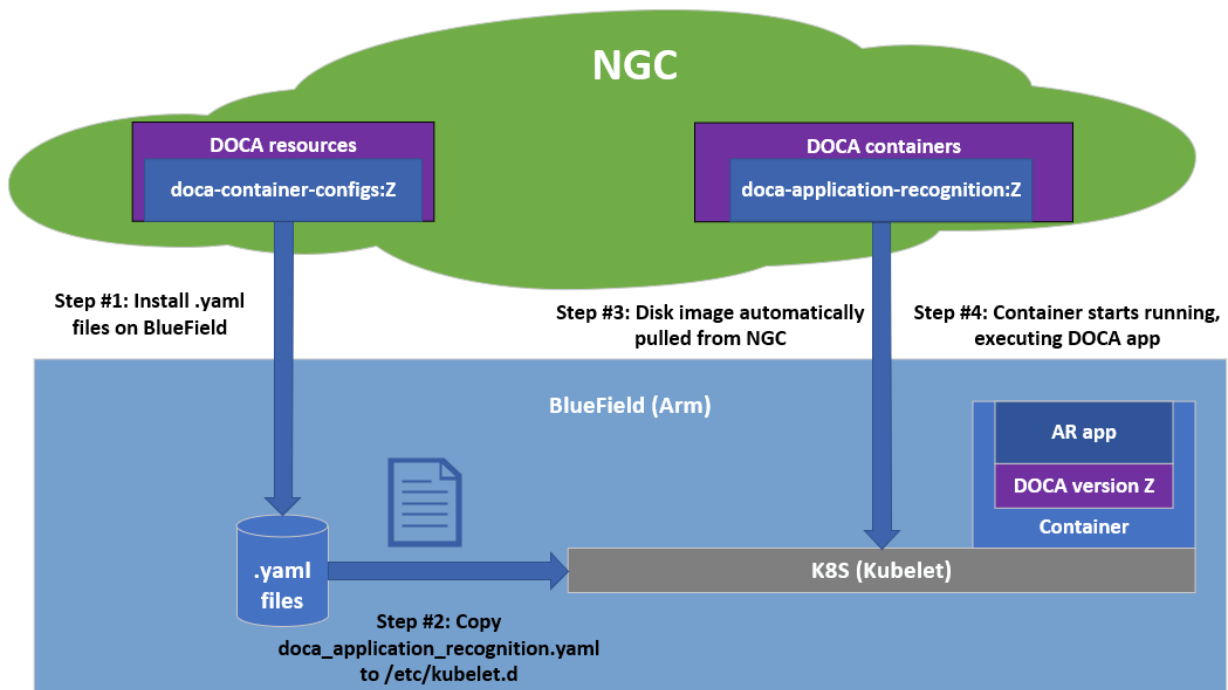 NGC
DOCA resources
doca-container-configs:Z
DOCA containers
doca-application-recognition:Z
Step #1: Install .yaml
files on BlueField
Step #3: Disk image automatically
pulled from NGC
Step #4: Container starts running,
executing DOCA app
BlueField (Arm)
AR app
DOCA version Z
Container
.yaml
files
K8S (Kubelet)
Step #2: Copy
doca_application_recognition.yaml
to /etc/kubelet.d